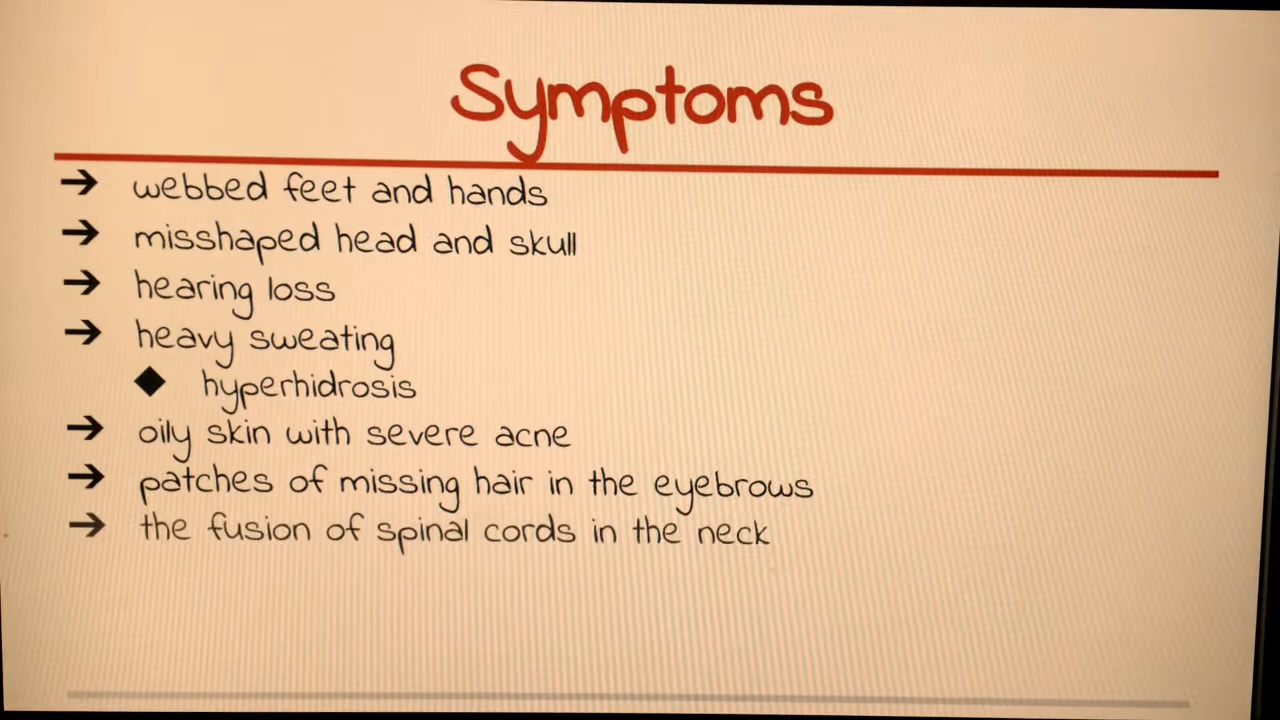 Symptoms
➔ webbed feet and hands
➔ misshaped head and skull
➔ hearing loss
➔ heavy sweating
◆ hyperhidrosis
➔ oily skin with severe acne
➔ patches of missing hair in the eyebrows
➔ the fusion of spinal cords in the neck